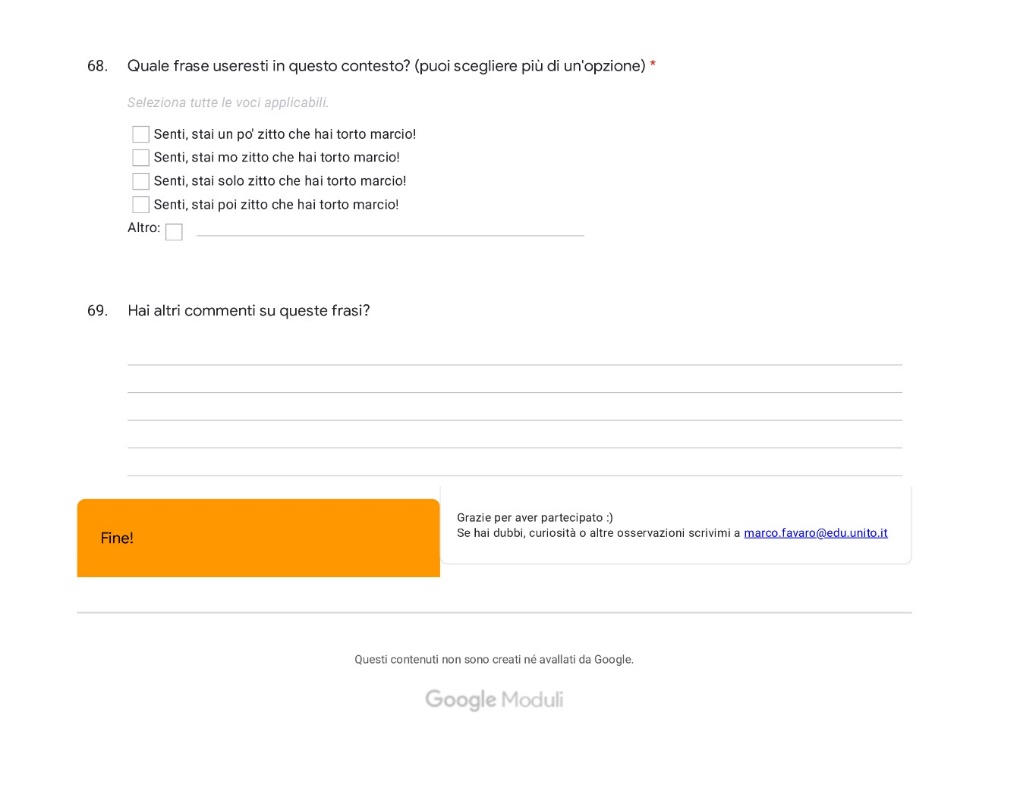 68. Quale frase useresti in questo contesto? (puoi scegliere più di un'opzione) *
Seleziona tutte le voci applicabili.
Senti, stai un po' zitto che hai torto marcio!
Senti, stai mo zitto che hai torto marcio!
Senti, stai solo zitto che hai torto marcio!
Senti, stai poi zitto che hai torto marcio!
Altro:
69. Hai altri commenti su queste frasi?
Fine!
Grazie per aver partecipato :)
Se hai dubbi, curiosità o altre osservazioni scrivimi a marco.favaro@edu.unito.it
Questi contenuti non sono creati né avallati da Google.
Google Moduli